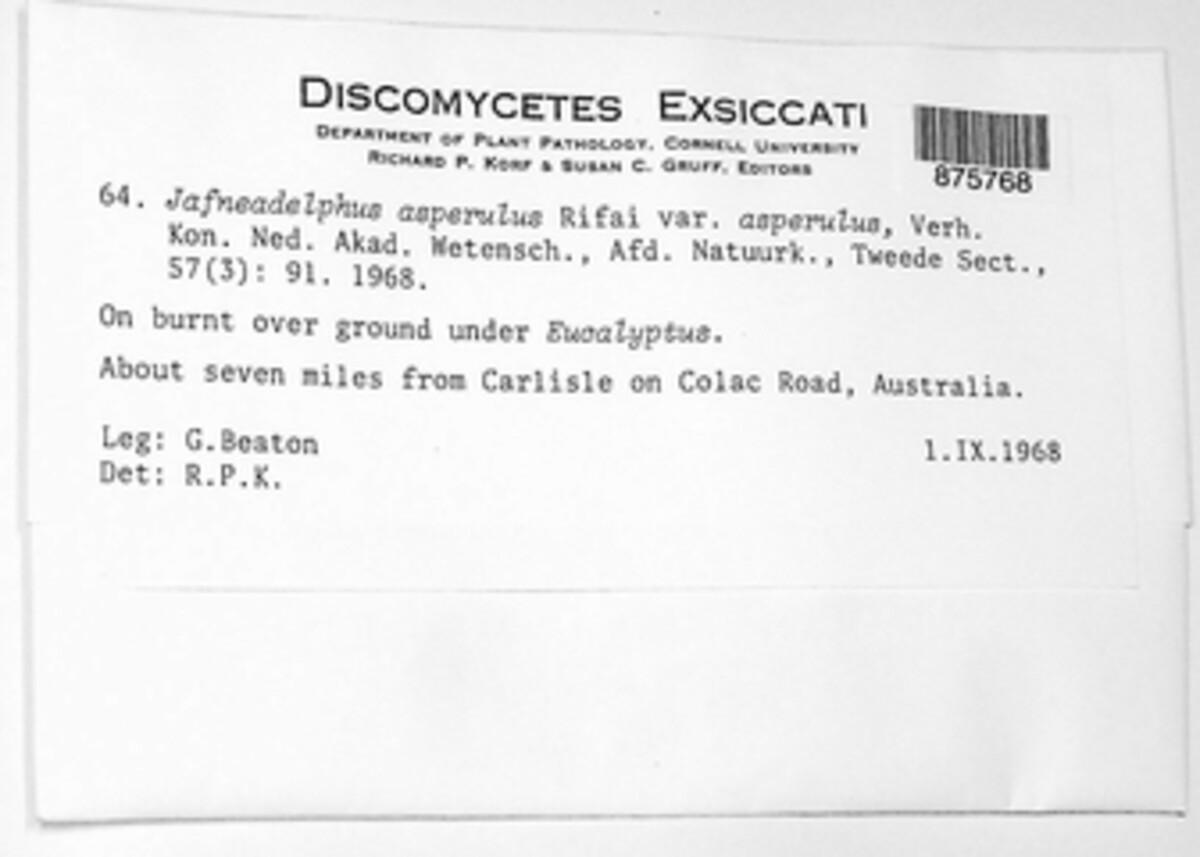 DISCOMYCETES EXSICCATI
DEPARTMENT OF PLANT PATHOLOGY, CORNELL UNIVERSITY
RICHARD P. KORF & SUSAN C. GRUFF, EDITORS
875768
64. Jafneadelphus asperulus Rifai var. asperulus, Verh.
Kon. Ned. Akad. Wetensch., Afd. Natuurk., Tweede Sect.,
57(3): 91. 1968.
On burnt over ground under Eucalyptus.
About seven miles from Carlisle on Colac Road, Australia.
Leg: G.Beaton 1.IX.1968
Det: R.P.K.